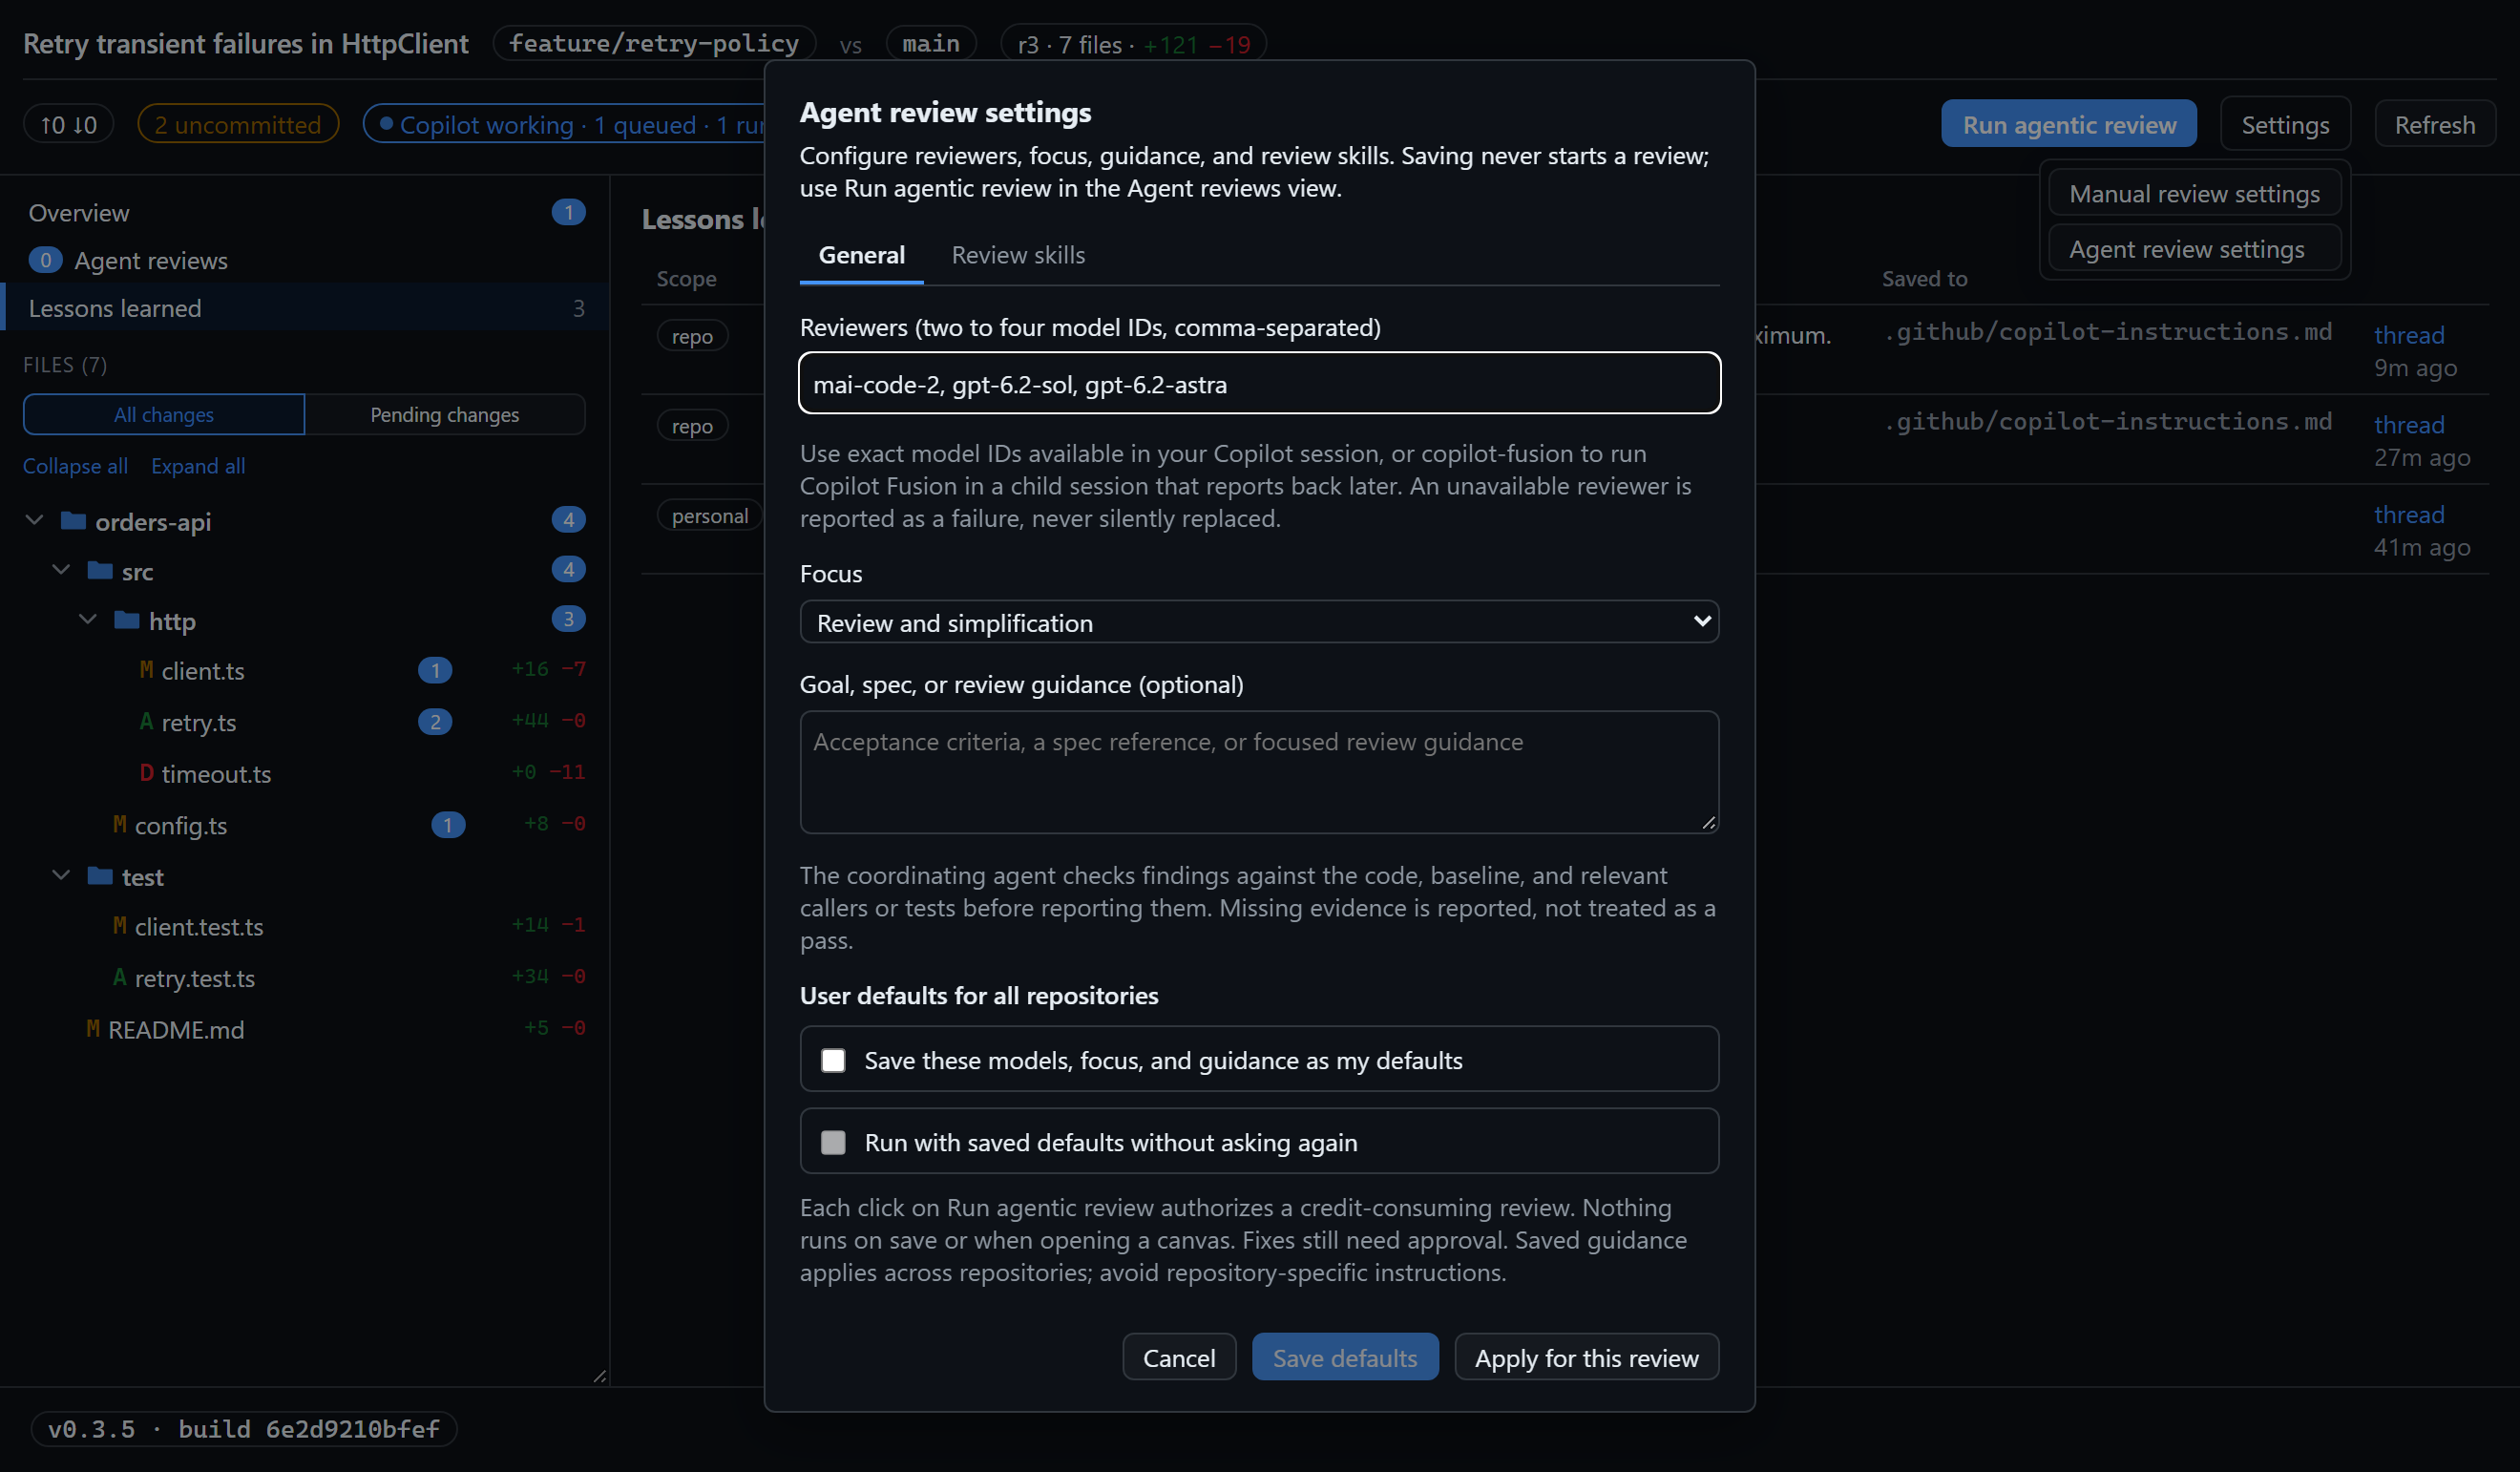 Retry transient failures in HttpClient feature/retry-policy vs main r3 · 7 files · +121 −19
↑0 ↓0 2 uncommitted Copilot working · 1 queued · 1
Run agentic review Settings Refresh
Manual review settings
Agent review settings
Overview 1
0 Agent reviews
Lessons learned 3
FILES (7)
All changes Pending changes
Collapse all Expand all
orders-api 4
src 4
http 3
M client.ts 1 +16 −7
A retry.ts 2 +44 −0
D timeout.ts +0 −11
M config.ts 1 +8 −0
test
M client.test.ts +14 −1
A retry.test.ts +34 −0
M README.md +5 −0
Lessons
Scope Saved to
repo .github/copilot-instructions.md thread
9m ago
repo .github/copilot-instructions.md thread
27m ago
personal thread
41m ago
Agent review settings
Configure reviewers, focus, guidance, and review skills. Saving never starts a review;
use Run agentic review in the Agent reviews view.
General Review skills
Reviewers (two to four model IDs, comma-separated)
mai-code-2, gpt-6.2-sol, gpt-6.2-astra
Use exact model IDs available in your Copilot session, or copilot-fusion to run
Copilot Fusion in a child session that reports back later. An unavailable reviewer is
reported as a failure, never silently replaced.
Focus
Review and simplification
Goal, spec, or review guidance (optional)
Acceptance criteria, a spec reference, or focused review guidance
The coordinating agent checks findings against the code, baseline, and relevant
callers or tests before reporting them. Missing evidence is reported, not treated as a
pass.
User defaults for all repositories
Save these models, focus, and guidance as my defaults
Run with saved defaults without asking again
Each click on Run agentic review authorizes a credit-consuming review. Nothing
runs on save or when opening a canvas. Fixes still need approval. Saved guidance
applies across repositories; avoid repository-specific instructions.
Cancel Save defaults Apply for this review
v0.3.5 · build 6e2d9210bfef